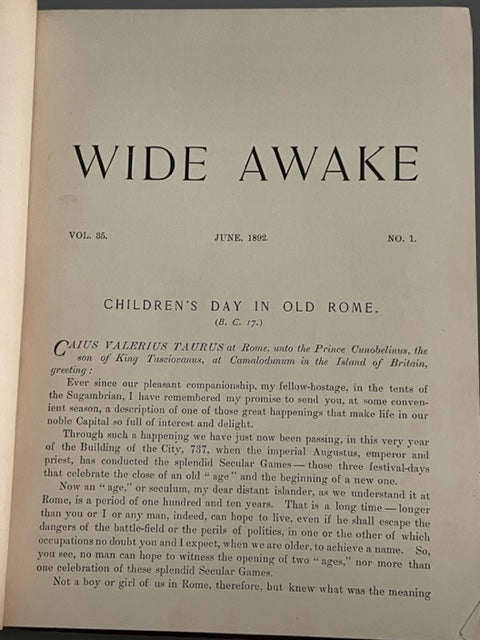 WIDE AWAKE
VOL. 35. JUNE, 1892. NO. 1.
CHILDREN'S DAY IN OLD ROME.
(B. C. 17.)
CAIUS VALERIUS TAURUS at Rome, unto the Prince Cunobelinus, the
son of King Tasciovanus, at Camalodunum in the Island of Britain,
greeting:
Ever since our pleasant companionship, my fellow-hostage, in the tents of
the Sugambrian, I have remembered my promise to send you, at some conven-
ient season, a description of one of those great happenings that make life in our
noble Capital so full of interest and delight.
Through such a happening we have just now been passing, in this very year
of the Building of the City, 737, when the imperial Augustus, emperor and
priest, has conducted the splendid Secular Games — those three festival-days
that celebrate the close of an old "age" and the beginning of a new one.
Now an "age," or seculum, my dear distant islander, as we understand it at
Rome, is a period of one hundred and ten years. That is a long time — longer
than you or I or any man, indeed, can hope to live, even if he shall escape the
dangers of the battle-field or the perils of politics, in one or the other of which
occupations no doubt you and I expect, when we are older, to achieve a name. So,
you see, no man can hope to witness the opening of two "ages," nor more than
one celebration of these splendid Secular Games.
Not a boy or girl of us in Rome, therefore, but knew what was the meaning